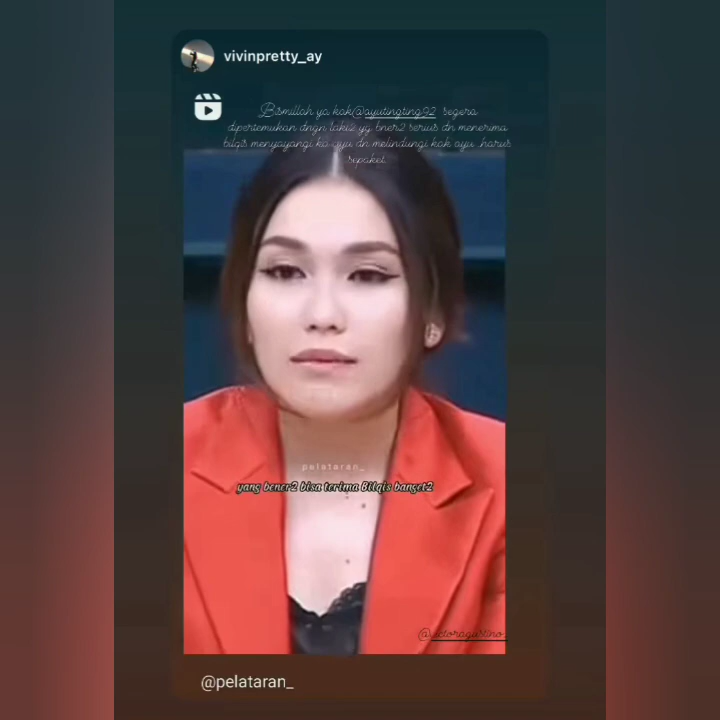 vivinpretty_ay
Bismillah ya kak@ayutingting92 segera
dipertemukan dngn laki2 yg bner2 serius dn menerima
bilqis menyayangi ka ayu dn melindungi kak ayu harus
sepaket
pelataran_
yang bener2 bisa terima Bilqis banget2
@pelataran_